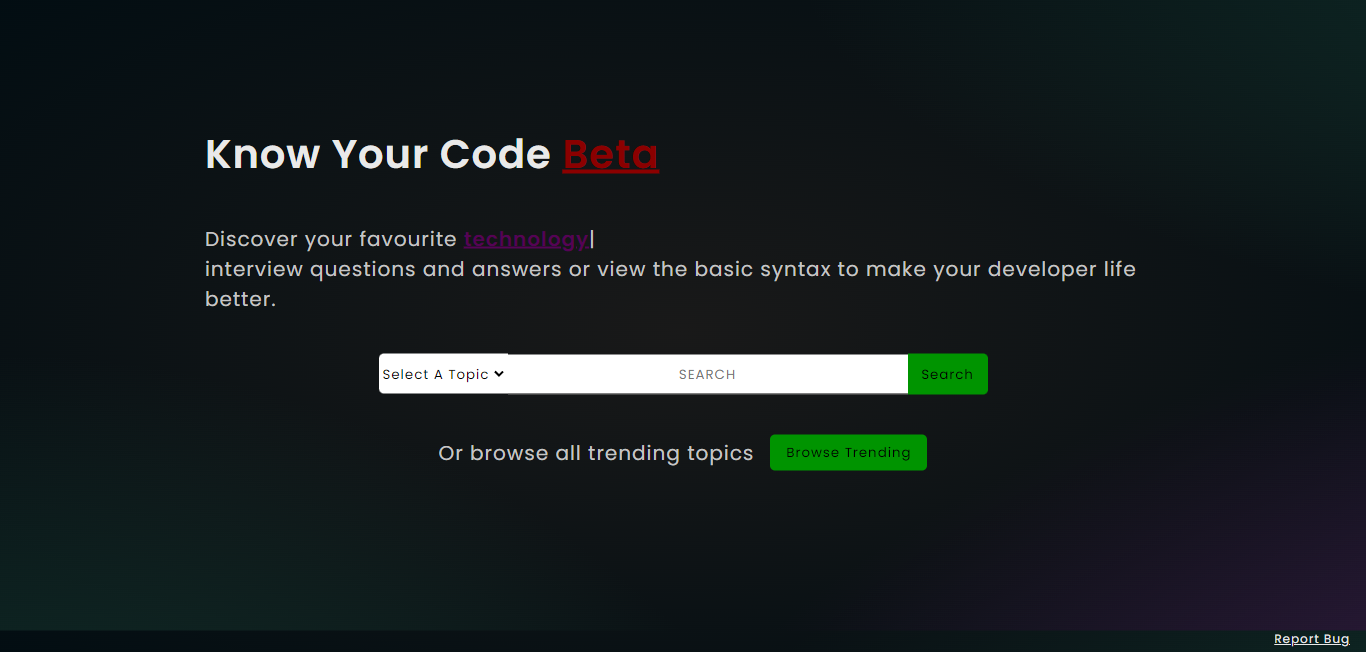 Know Your Code Beta
Discover your favourite technology|
interview questions and answers or view the basic syntax to make your developer life
better.
Select A Topic SEARCH Search
Or browse all trending topics Browse Trending
Report Bug